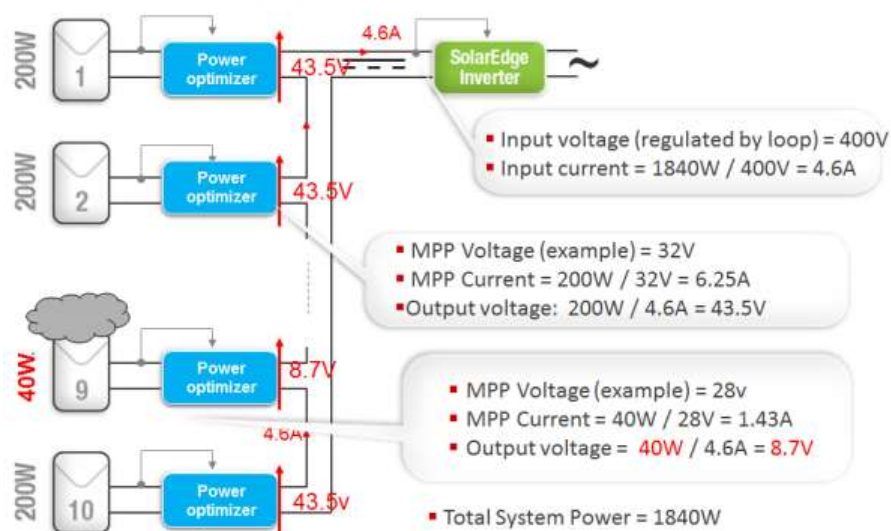 200W
1
Power
optimizer
43.5V
4.6A
SolarEdge
Inverter
~
▪ Input voltage (regulated by loop) = 400V
▪ Input current = 1840W / 400V = 4.6A
200W
2
Power
optimizer
43.5V
▪ MPP Voltage (example) = 32V
▪ MPP Current = 200W / 32V = 6.25A
▪Output voltage: 200W / 4.6A = 43.5V
40W.
9
Power
optimizer
8.7V
4.6A
▪ MPP Voltage (example) = 28v
▪ MPP Current = 40W / 28V = 1.43A
▪ Output voltage = 40W / 4.6A = 8.7V
200W
10
Power
optimizer
43.5v
▪ Total System Power = 1840W